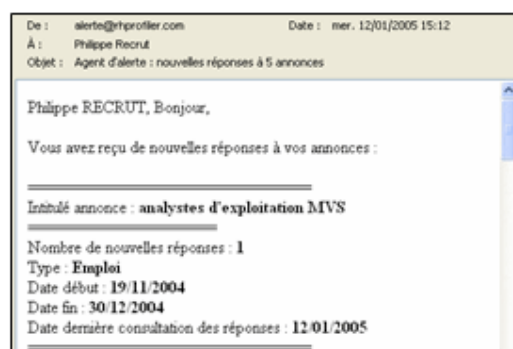 De : alerte@rhprofiler.com Date : mer. 12/01/2005 15:12
À : Philippe Recrut
Objet : Agent d'alerte : nouvelles réponses à 5 annonces
Philippe RECRUT, Bonjour,
Vous avez reçu de nouvelles réponses à vos annonces :
Intitulé annonce : analystes d'exploitation MVS
Nombre de nouvelles réponses : 1
Type : Emploi
Date début : 19/11/2004
Date fin : 30/12/2004
Date dernière consultation des réponses : 12/01/2005